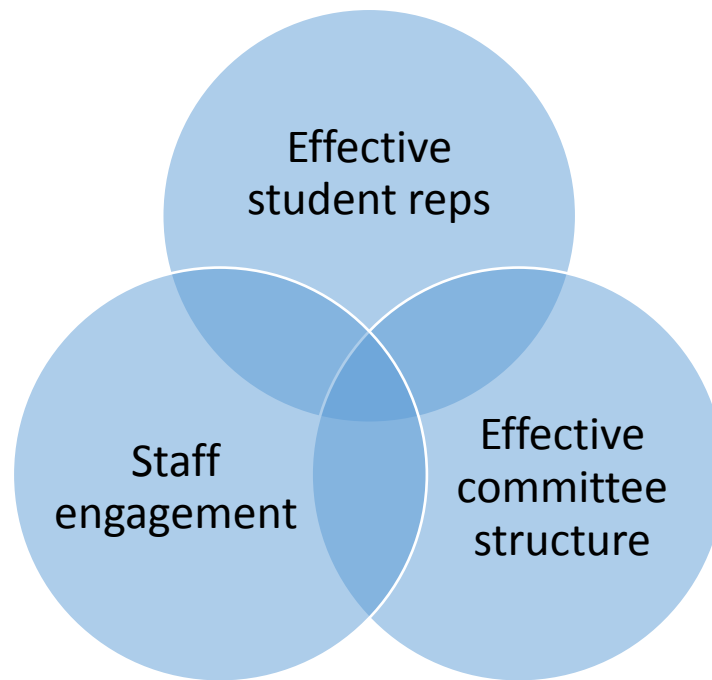 Effective
student reps
Staff
engagement
Effective
committee
structure